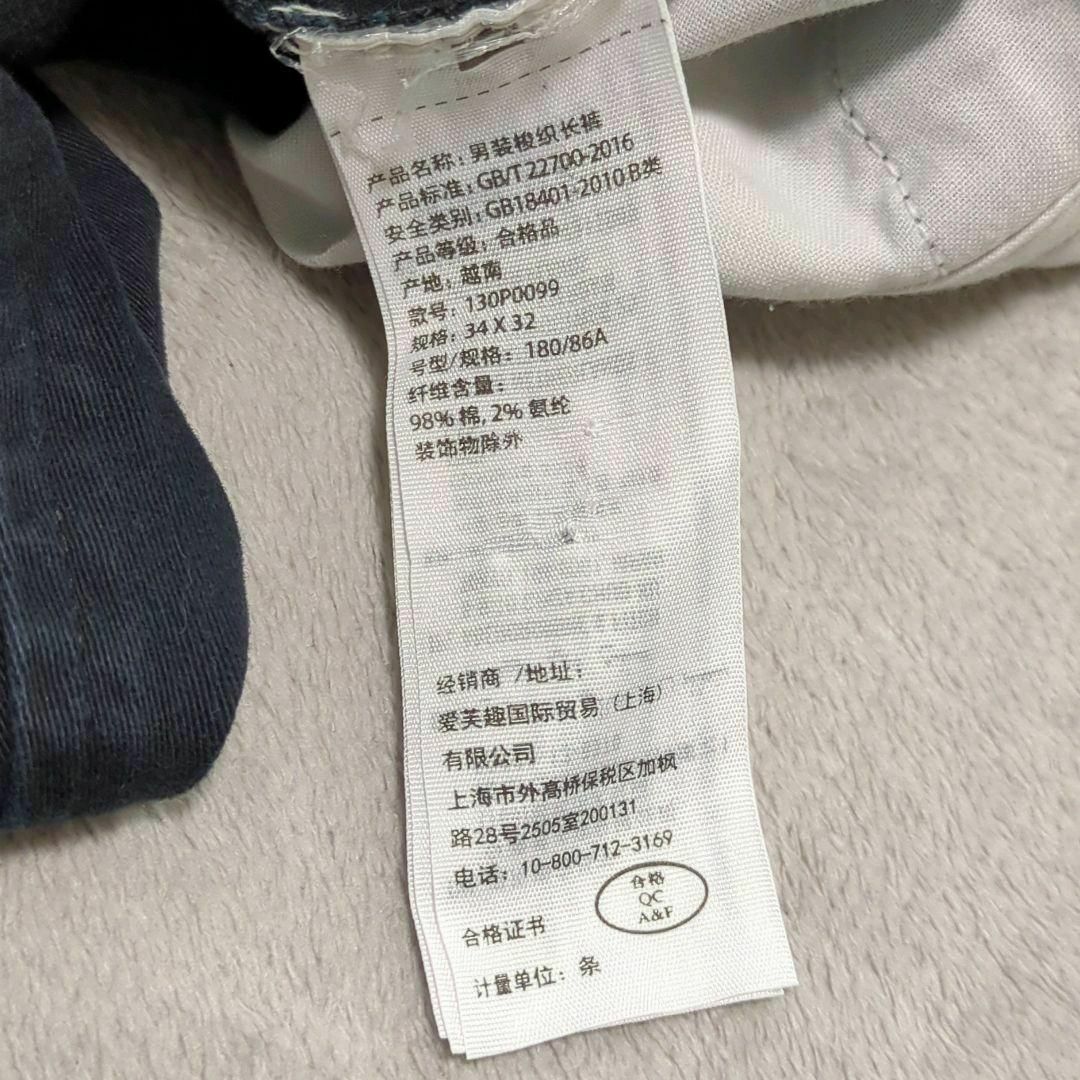 产品名称: 男装梭织长裤
产品标准: GB/T 22700-2016
安全类别: GB18401-2010 B类
产品等级: 合格品
产地: 越南
款号: 130P0099
规格: 34 X 32
号型/规格: 180/86A
纤维含量:
98% 棉, 2% 氨纶
装饰物除外
经销商 /地址:
爱芙趣国际贸易 (上海)
有限公司
上海市外高桥保税区加枫
路28号2505室200131
电话: 10-800-712-3169
合格
QC
A&F
合格证书
计量单位: 条